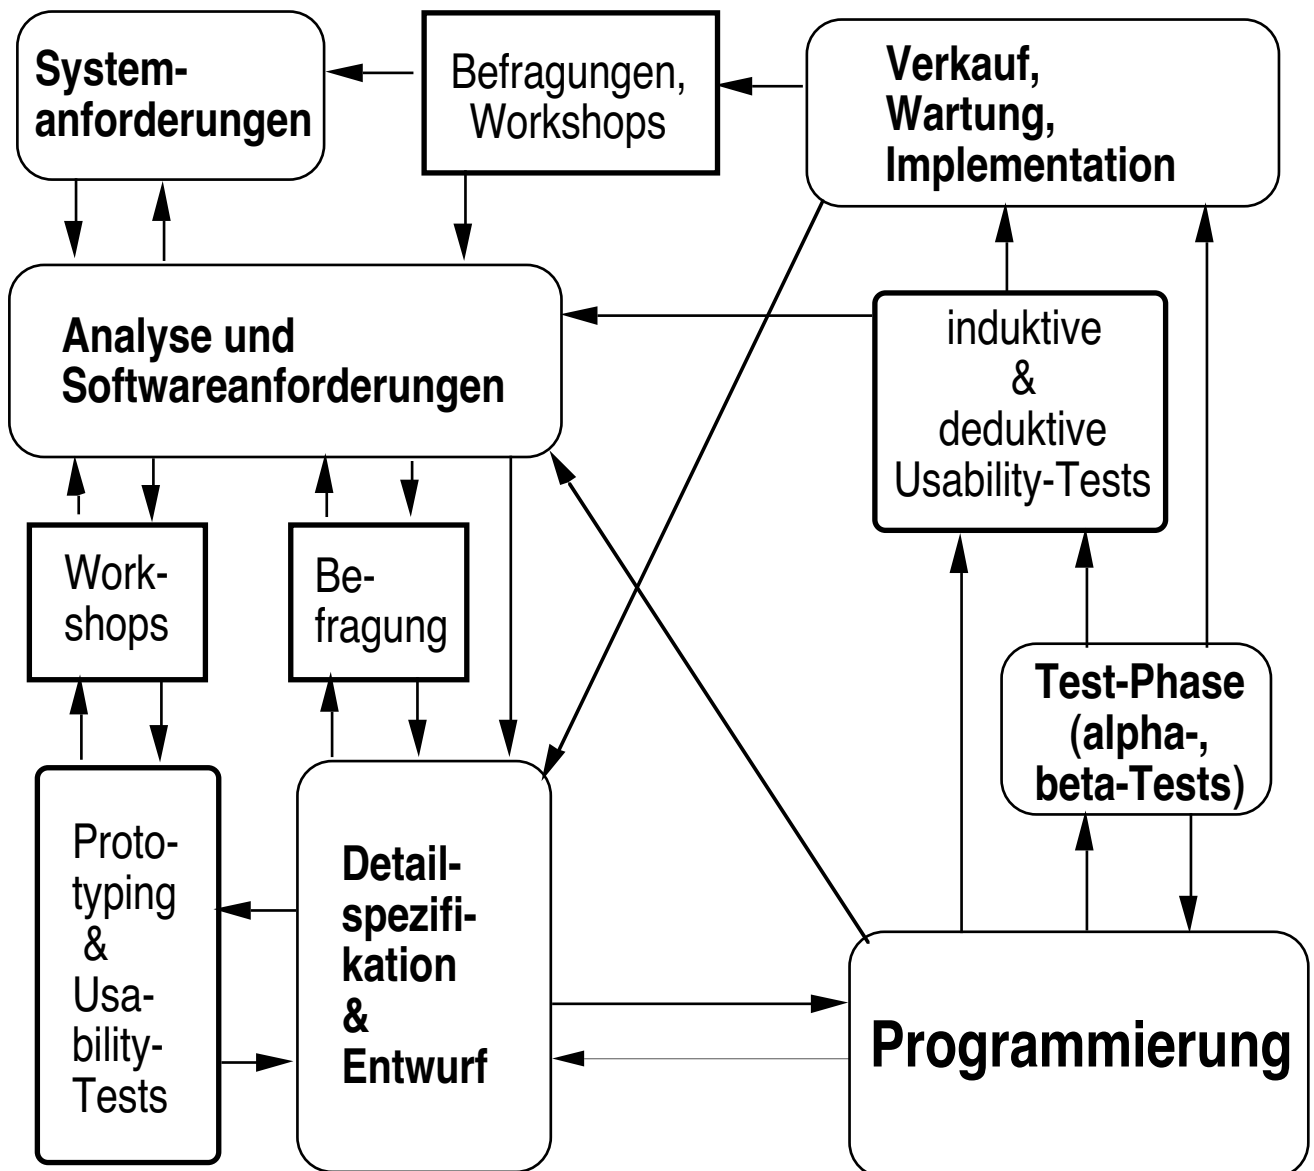 System-
anforderungen
Befragungen,
Workshops
Verkauf,
Wartung,
Implementation
Analyse und
Softwareanforderungen
induktive
&
deduktive
Usability-Tests
Work-
shops
Be-
fragung
Test-Phase
(alpha-,
beta-Tests)
Proto-
typing
&
Usa-
bility-
Tests
Detail-
spezifi-
kation
&
Entwurf
Programmierung